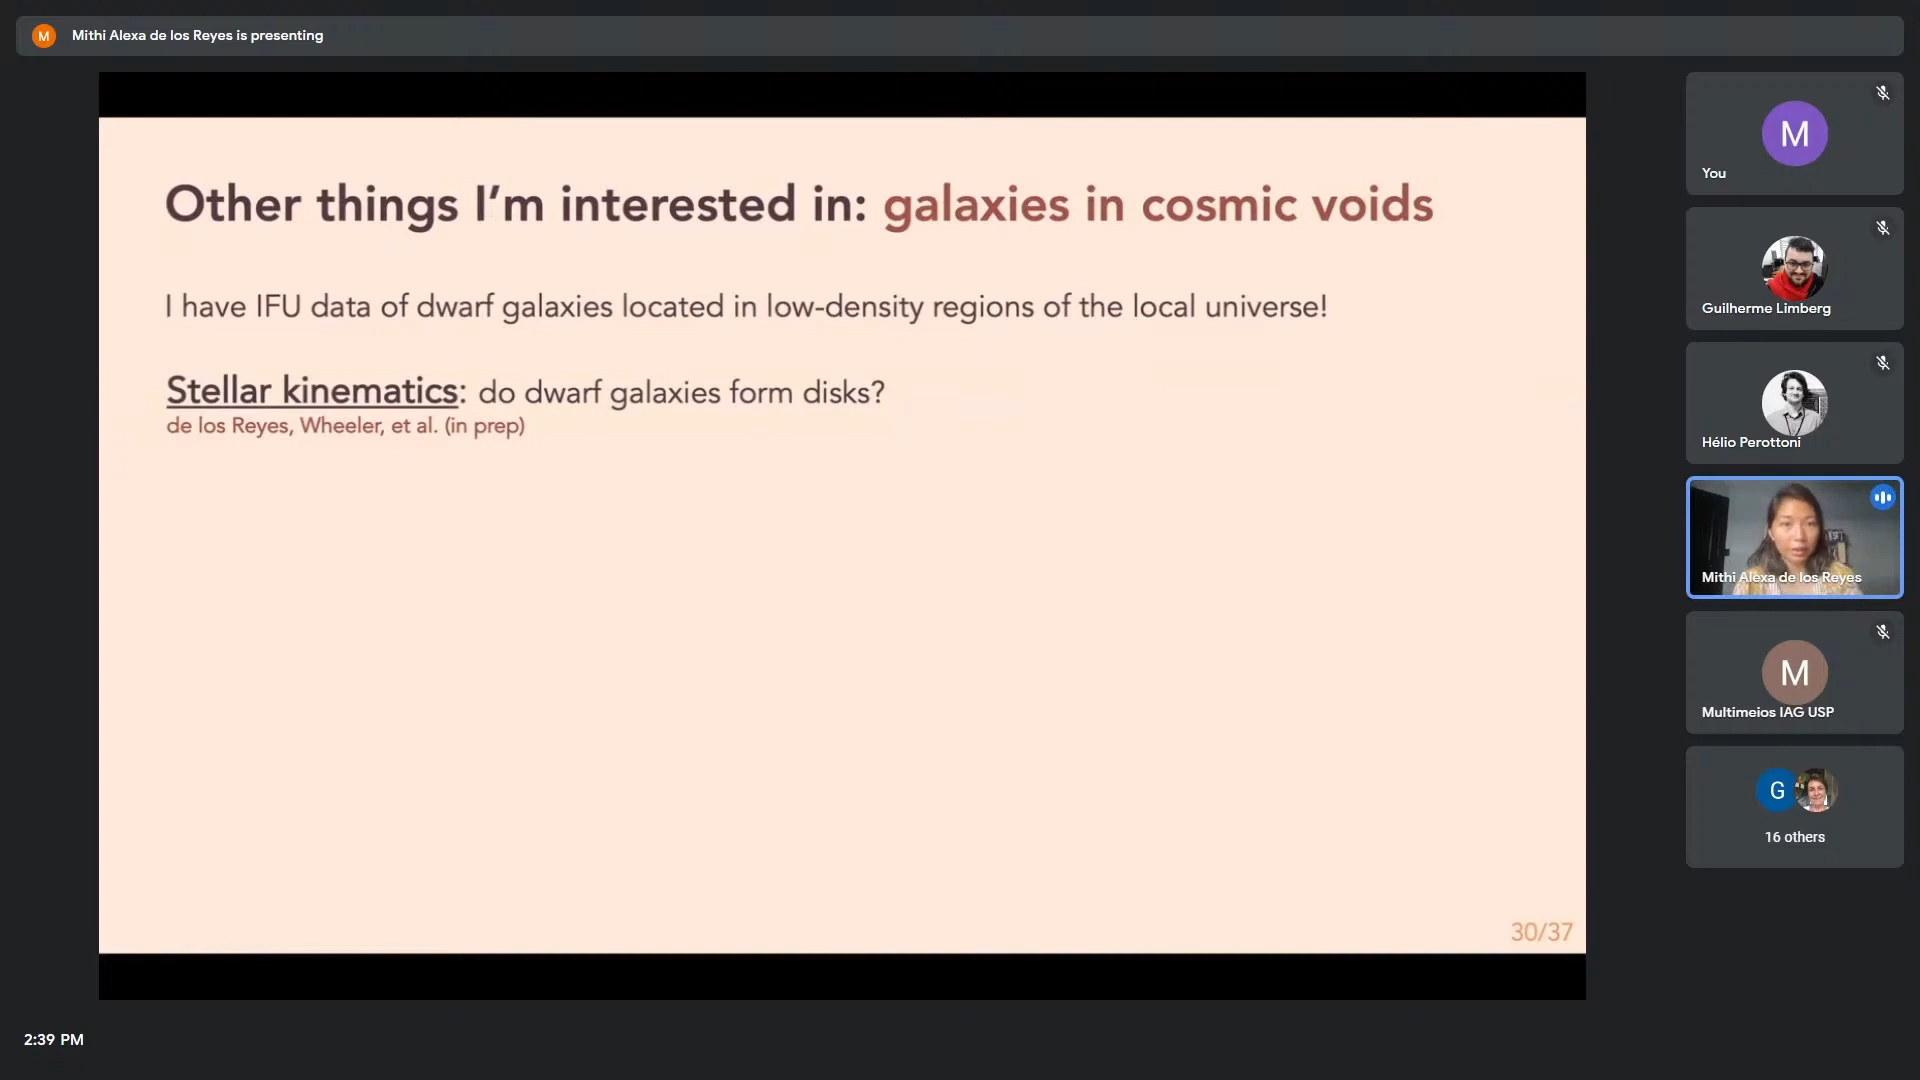 M
Mithi Alexa de los Reyes is presenting
Other things I'm interested in: galaxies in cosmic voids
I have IFU data of dwarf galaxies located in low-density regions of the local universe!
Stellar kinematics: do dwarf galaxies form disks?
de los Reyes, Wheeler, et al. (in prep)
30/37
M
You
Guilherme Limberg
Hélio Perottoni
Mithi Alexa de los Reyes
M
Multimeios IAG USP
G
16 others
2:39 PM